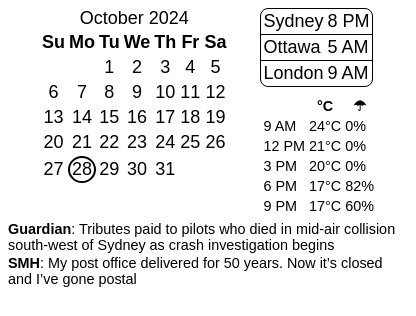 October 2024
Su Mo Tu We Th Fr Sa
1 2 3 4 5
6 7 8 9 10 11 12
13 14 15 16 17 18 19
20 21 22 23 24 25 26
27 28 29 30 31
Sydney 8 PM
Ottawa 5 AM
London 9 AM
°C ☂
9 AM 24°C 0%
12 PM 21°C 0%
3 PM 20°C 0%
6 PM 17°C 82%
9 PM 17°C 60%
Guardian: Tributes paid to pilots who died in mid-air collision
south-west of Sydney as crash investigation begins
SMH: My post office delivered for 50 years. Now it’s closed
and I’ve gone postal